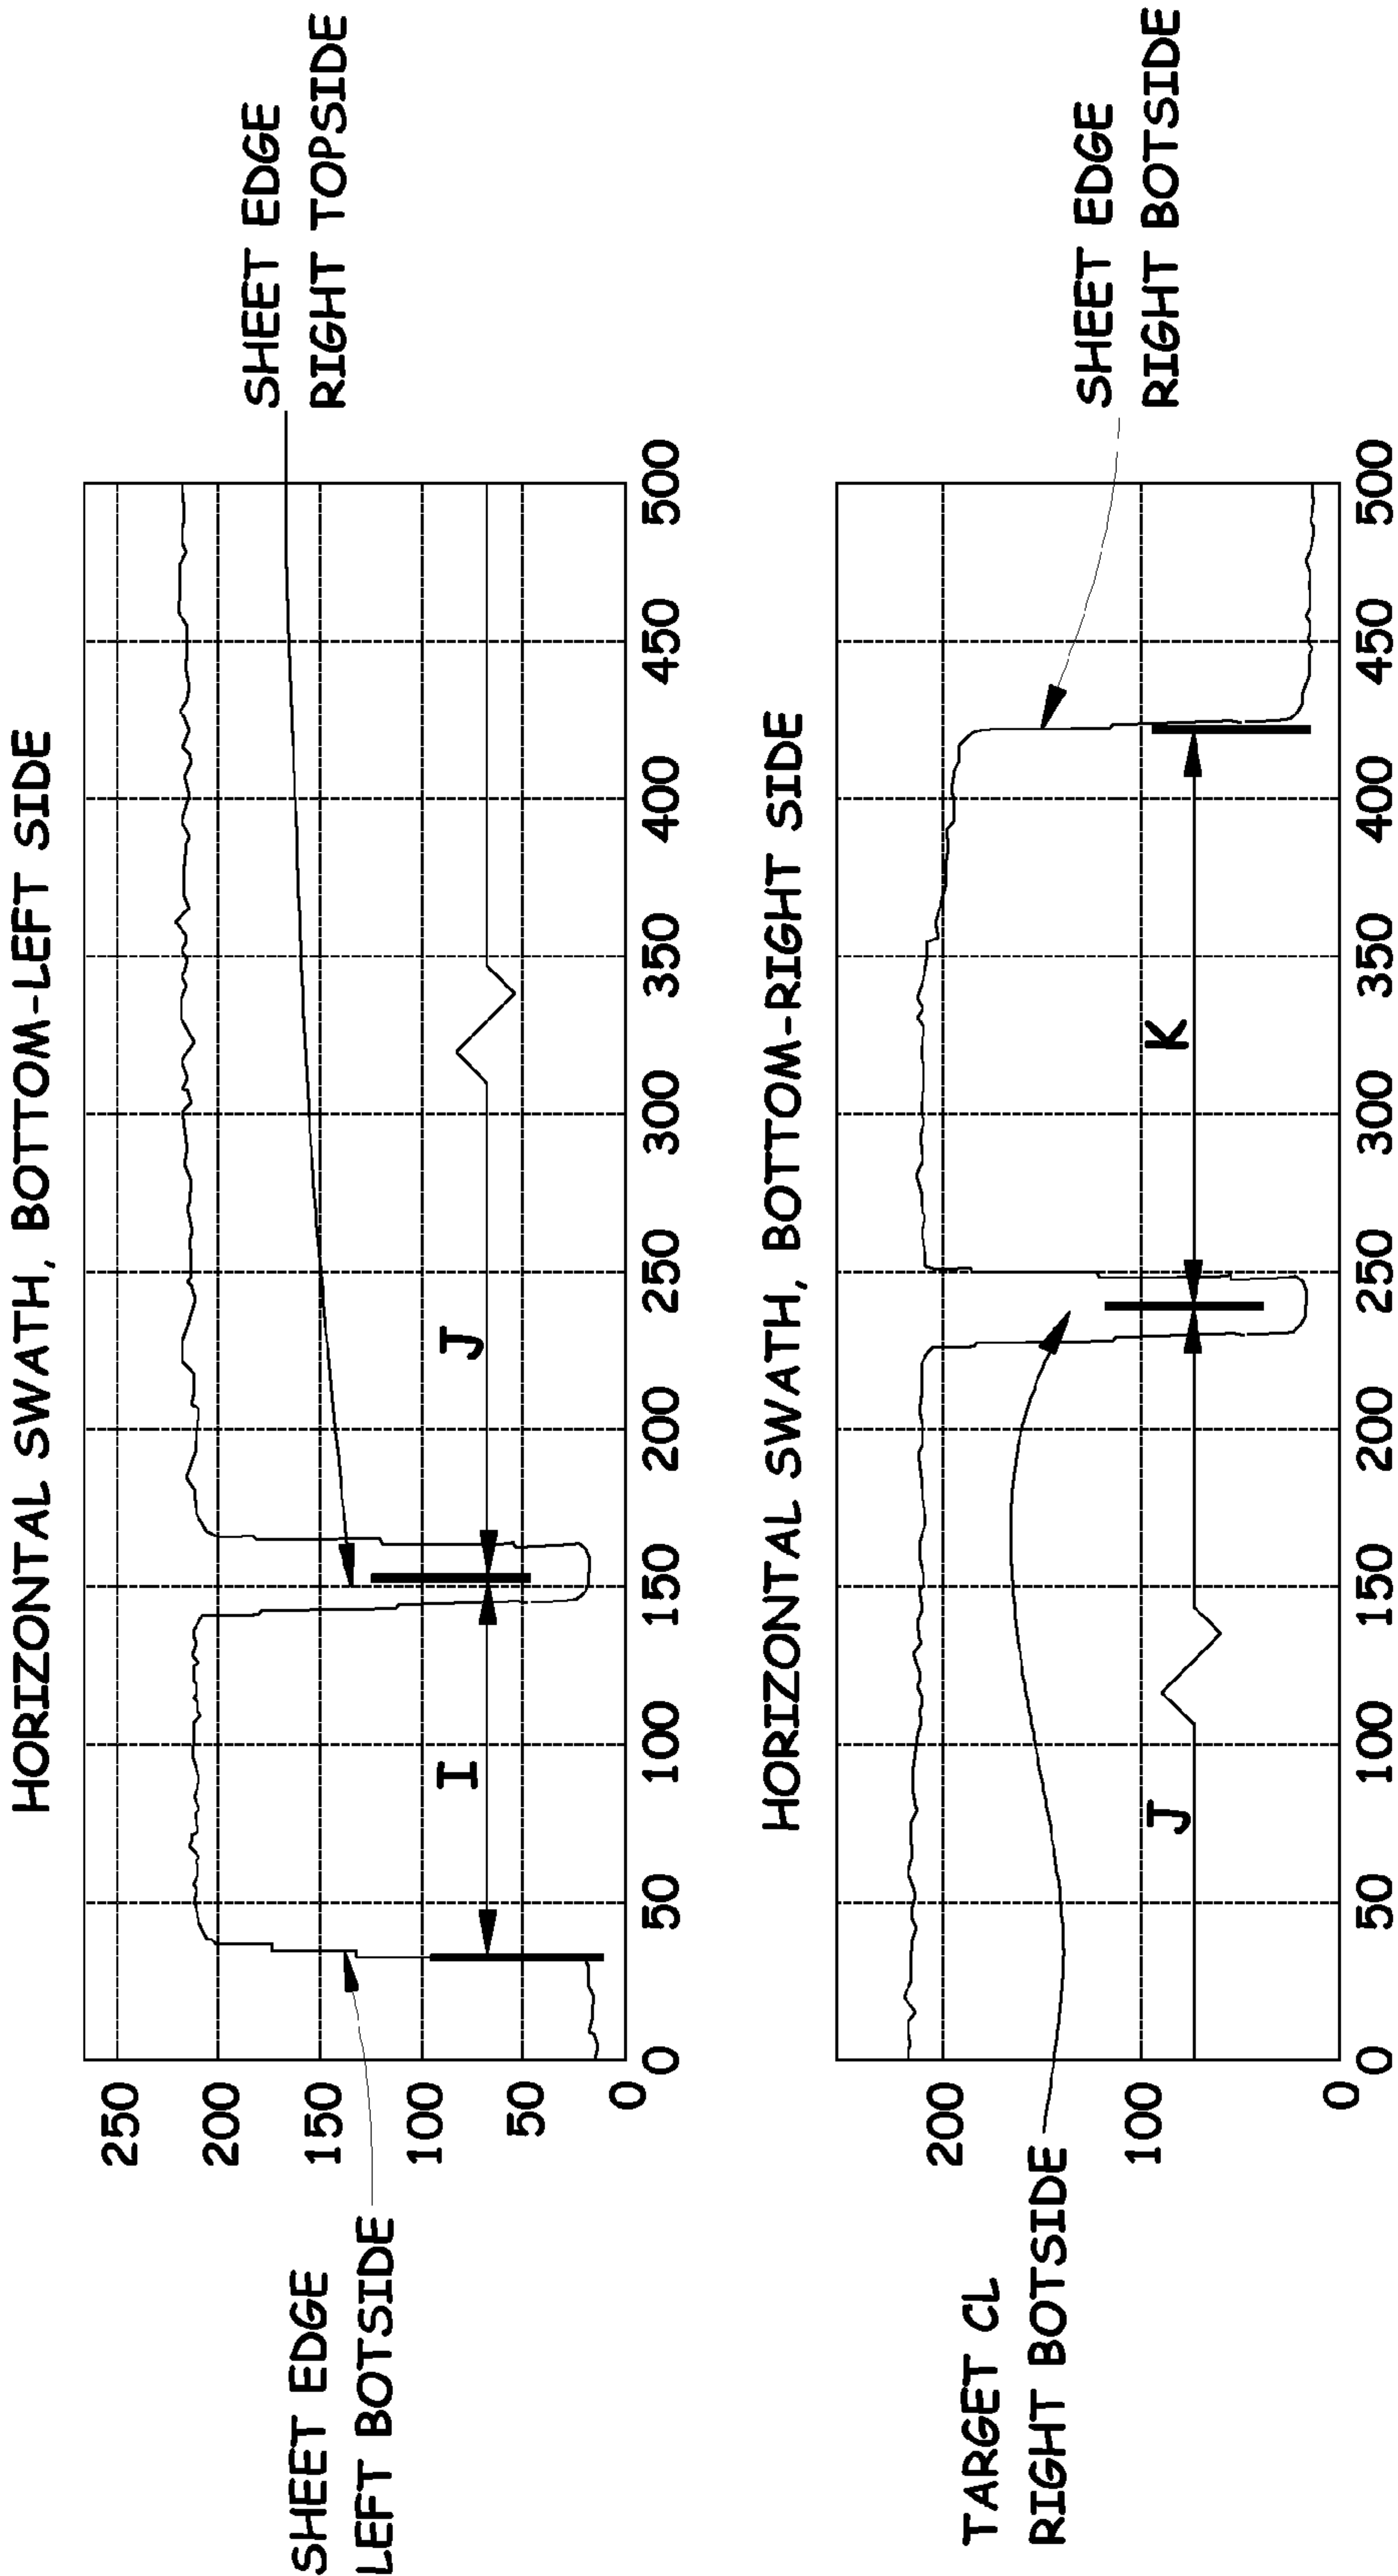 HORIZONTAL SWATH, BOTTOM-LEFT SIDE
SHEET EDGE
RIGHT TOPSIDE
SHEET EDGE
LEFT BOTSIDE
250
200
150
100
50
0
I
J
0 50 100 150 200 250 300 350 400 450 500
HORIZONTAL SWATH, BOTTOM-RIGHT SIDE
SHEET EDGE
RIGHT BOTSIDE
TARGET CL
RIGHT BOTSIDE
200
100
0
J
K
0 50 100 150 200 250 300 350 400 450 500